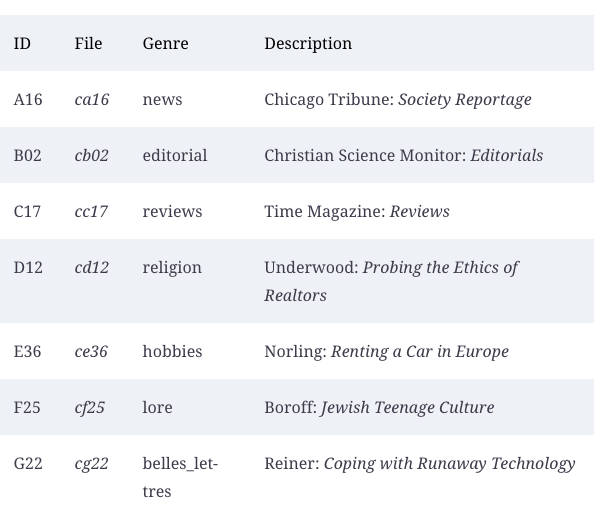 ID File Genre Description
A16 ca16 news Chicago Tribune: Society Reportage
B02 cb02 editorial Christian Science Monitor: Editorials
C17 cc17 reviews Time Magazine: Reviews
D12 cd12 religion Underwood: Probing the Ethics of
Realtors
E36 ce36 hobbies Norling: Renting a Car in Europe
F25 cf25 lore Boroff: Jewish Teenage Culture
G22 cg22 belles_let- Reiner: Coping with Runaway Technology
tres